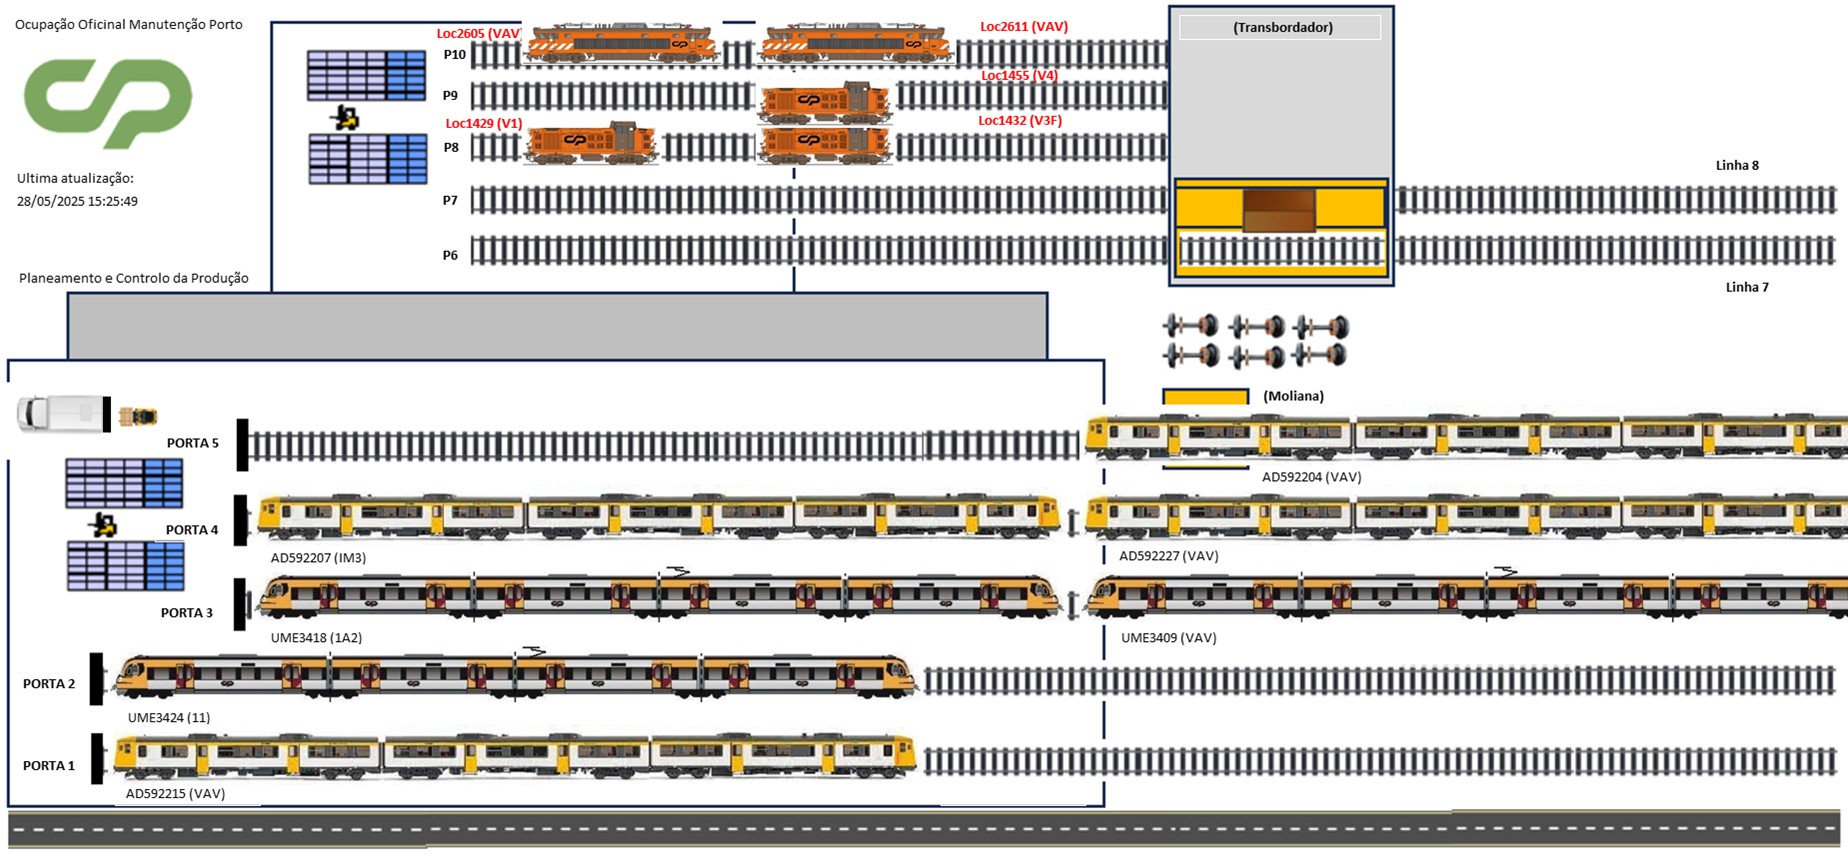 Ocupação Oficinal Manutenção Porto
Ultima atualização:
28/05/2025 15:25:49
Planeamento e Controlo da Produção
Loc2605 (VAV)
Loc2611 (VAV)
P10
Loc1455 (V4)
P9
Loc1429 (V1)
Loc1432 (V3F)
P8
P7
P6
(Transbordador)
Linha 8
Linha 7
(Moliana)
PORTA 5
AD592204 (VAV)
PORTA 4
AD592207 (IM3)
AD592227 (VAV)
PORTA 3
UME3418 (1A2)
UME3409 (VAV)
PORTA 2
UME3424 (11)
PORTA 1
AD592215 (VAV)